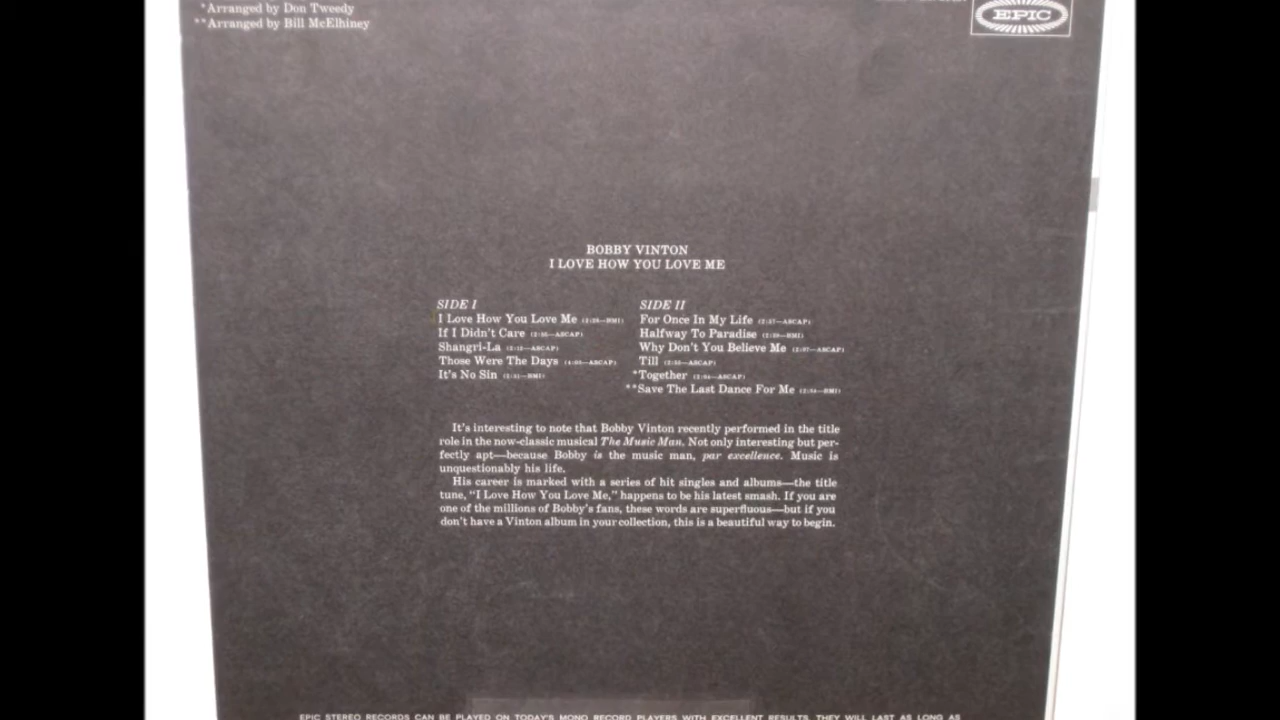 *Arranged by Don Tweedy
**Arranged by Bill McElhiney
EPIC
BOBBY VINTON
I LOVE HOW YOU LOVE ME
SIDE I
I Love How You Love Me
If I Didn't Care
Shangri-La
Those Were The Days
It's No Sin
SIDE II
For Once In My Life
Halfway To Paradise
Why Don't You Believe Me
Till
*Together
**Save The Last Dance For Me
It's interesting to note that Bobby Vinton recently performed in the title
role in the now-classic musical The Music Man. Not only interesting but per-
fectly apt—because Bobby is the music man, par excellence. Music is
unquestionably his life.
His career is marked with a series of hit singles and albums—the title
tune, "I Love How You Love Me," happens to be his latest smash. If you are
one of the millions of Bobby's fans, these words are superfluous—but if you
don't have a Vinton album in your collection, this is a beautiful way to begin.
EPIC STEREO RECORDS CAN BE PLAYED ON TODAY'S MONO RECORD PLAYERS WITH EXCELLENT RESULTS. THEY WILL LAST AS LONG AS